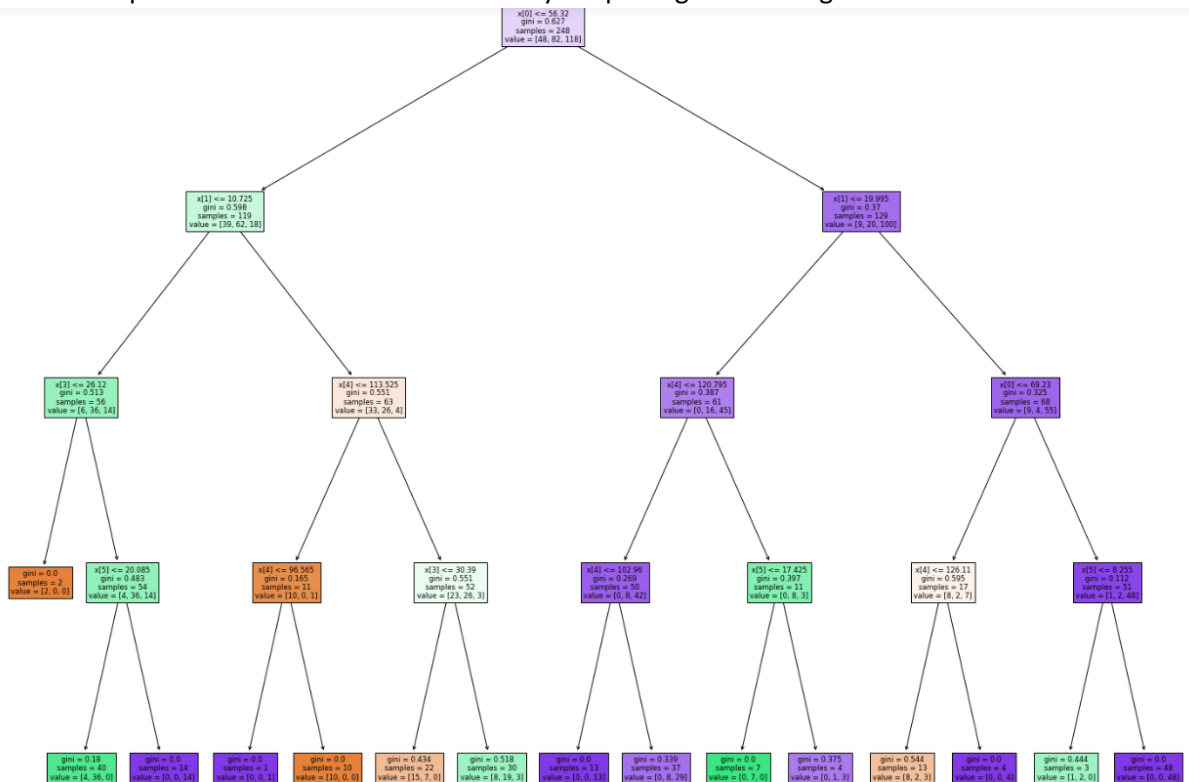 x[0] <= 56.32
gini = 0.627
samples = 248
value = [48, 82, 118]
x[1] <= 10.725
gini = 0.598
samples = 119
value = [39, 62, 18]
x[1] <= 19.995
gini = 0.37
samples = 129
value = [9, 20, 100]
x[3] <= 26.12
gini = 0.513
samples = 56
value = [6, 36, 14]
x[4] <= 113.525
gini = 0.551
samples = 63
value = [33, 26, 4]
x[4] <= 120.795
gini = 0.387
samples = 61
value = [0, 16, 45]
x[0] <= 69.23
gini = 0.325
samples = 68
value = [9, 4, 55]
gini = 0.0
samples = 2
value = [2, 0, 0]
x[5] <= 20.085
gini = 0.483
samples = 54
value = [4, 36, 14]
x[4] <= 96.565
gini = 0.165
samples = 11
value = [10, 0, 1]
x[3] <= 30.39
gini = 0.551
samples = 52
value = [23, 26, 3]
x[4] <= 102.96
gini = 0.269
samples = 50
value = [0, 8, 42]
x[5] <= 17.425
gini = 0.397
samples = 11
value = [0, 8, 3]
x[4] <= 126.11
gini = 0.595
samples = 17
value = [8, 2, 7]
x[5] <= 8.255
gini = 0.112
samples = 51
value = [1, 2, 48]
gini = 0.18
samples = 40
value = [4, 36, 0]
gini = 0.0
samples = 14
value = [0, 0, 14]
gini = 0.0
samples = 1
value = [0, 0, 1]
gini = 0.0
samples = 10
value = [10, 0, 0]
gini = 0.434
samples = 22
value = [15, 7, 0]
gini = 0.518
samples = 30
value = [8, 19, 3]
gini = 0.0
samples = 13
value = [0, 0, 13]
gini = 0.339
samples = 37
value = [0, 8, 29]
gini = 0.0
samples = 7
value = [0, 7, 0]
gini = 0.375
samples = 4
value = [0, 1, 3]
gini = 0.544
samples = 13
value = [8, 2, 3]
gini = 0.0
samples = 4
value = [0, 0, 4]
gini = 0.444
samples = 3
value = [1, 2, 0]
gini = 0.0
samples = 48
value = [0, 0, 48]